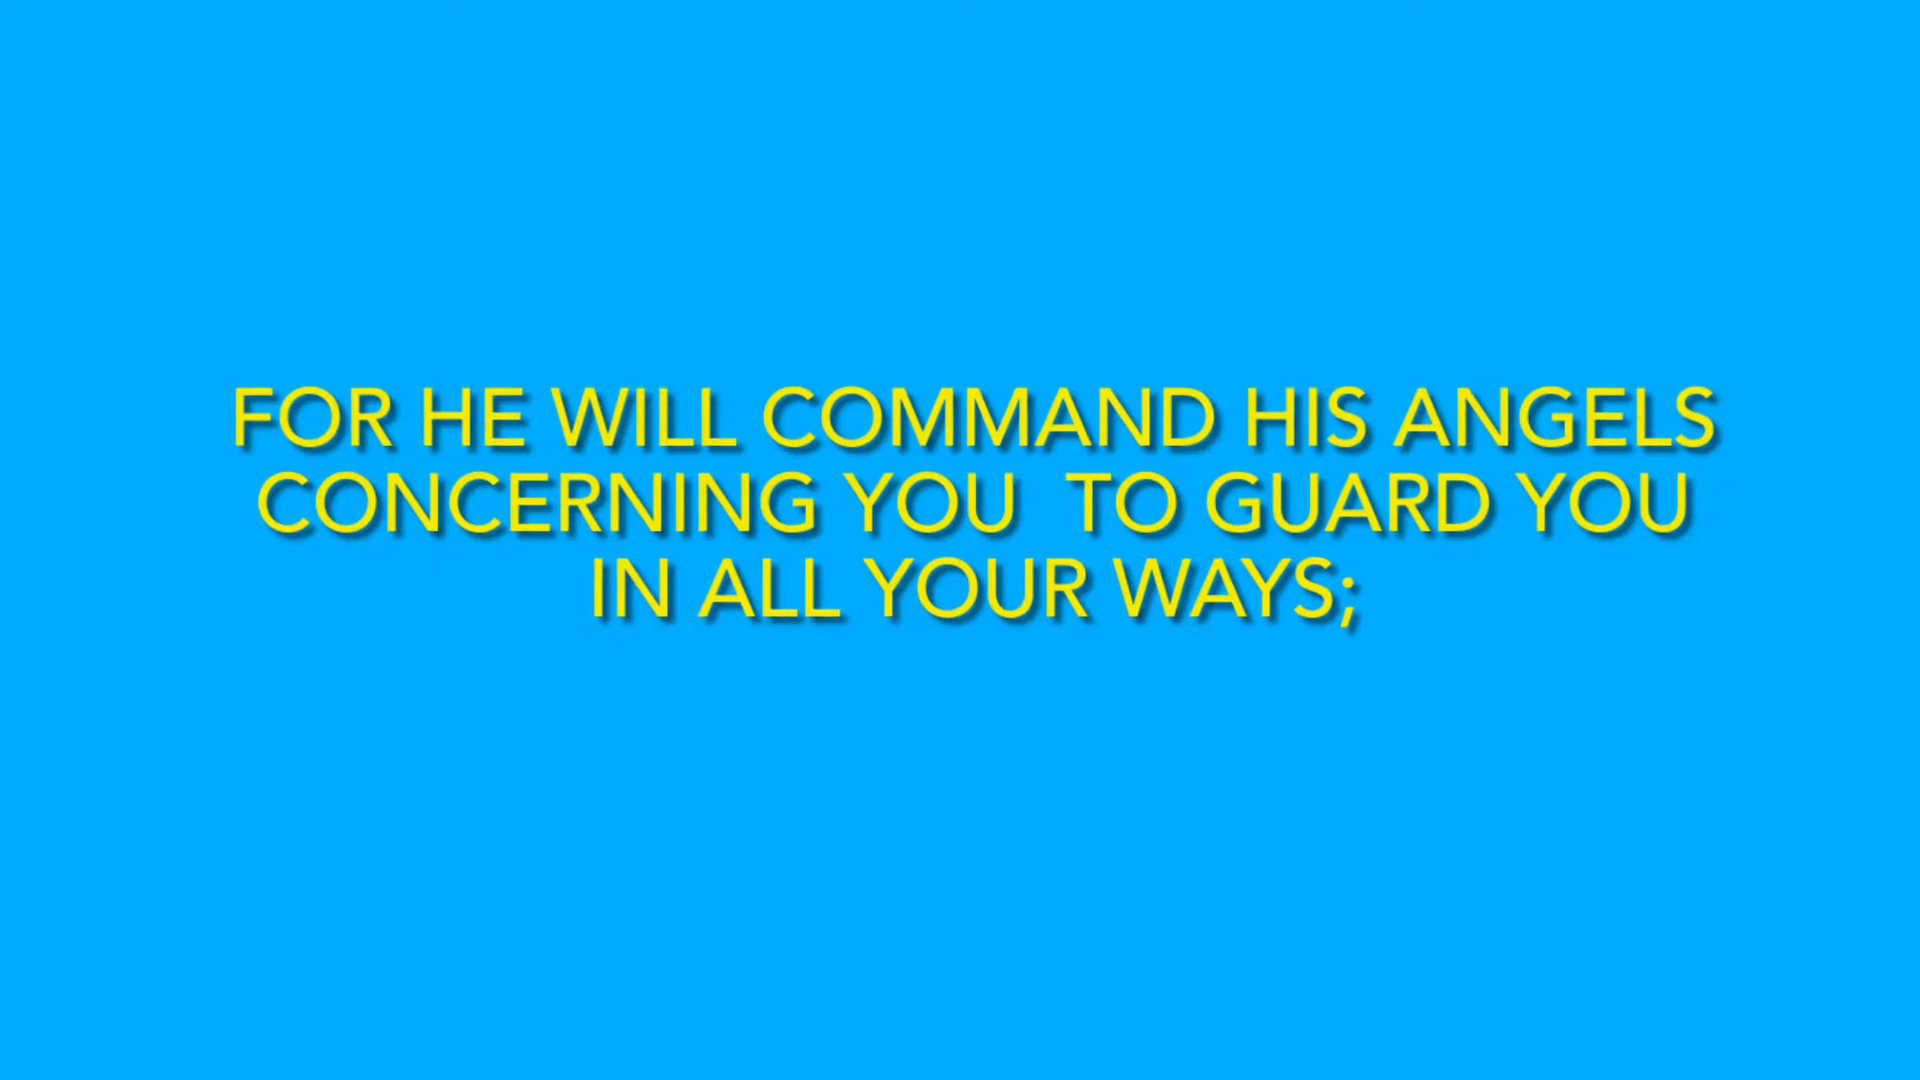 FOR HE WILL COMMAND HIS ANGELS
CONCERNING YOU  TO GUARD YOU
IN ALL YOUR WAYS;